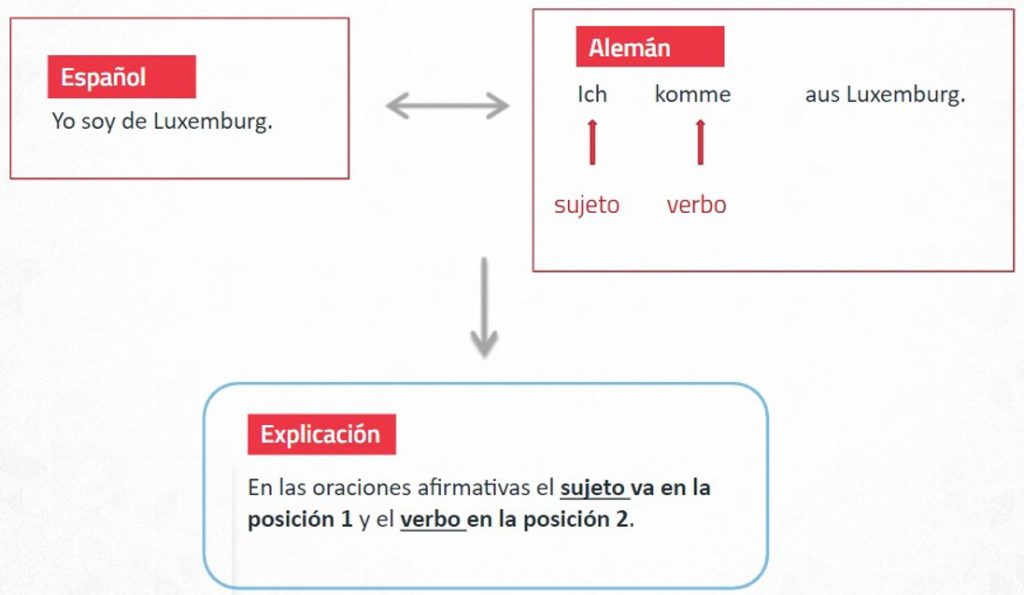 Español
Yo soy de Luxemburg.
Alemán
Ich komme aus Luxemburg.
sujeto verbo
Explicación
En las oraciones afirmativas el sujeto va en la
posición 1 y el verbo en la posición 2.